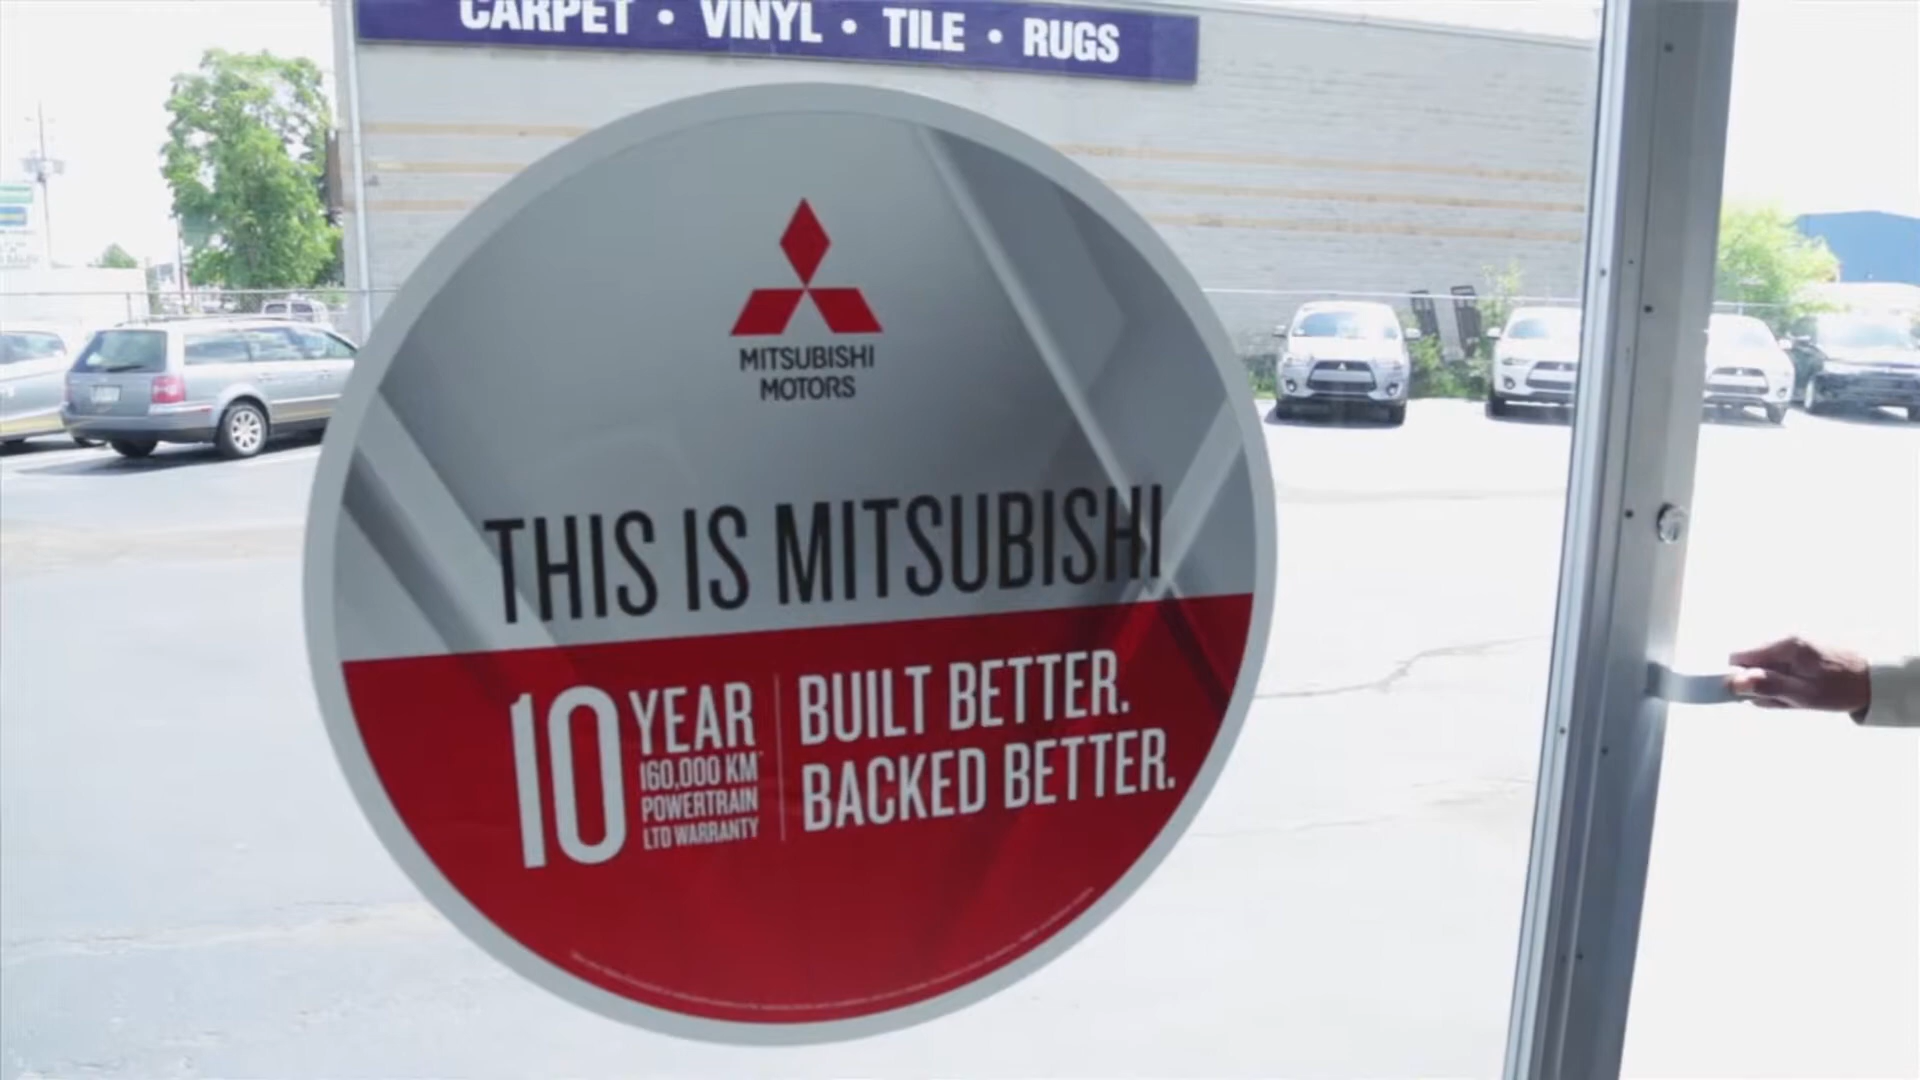 CARPET • VINYL • TILE • RUGS
MITSUBISHI
MOTORS
THIS IS MITSUBISHI
10 YEAR
160,000 KM*
POWERTRAIN
LTD WARRANTY
BUILT BETTER.
BACKED BETTER.